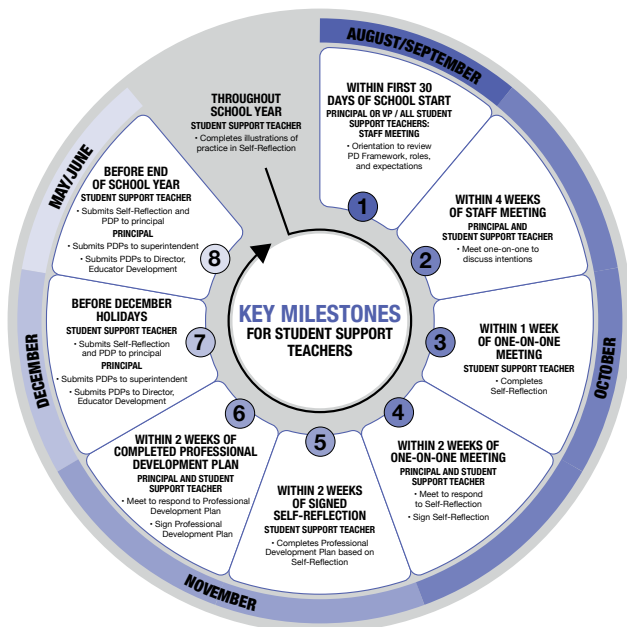 KEY MILESTONES
FOR STUDENT SUPPORT
TEACHERS
AUGUST/SEPTEMBER
OCTOBER
NOVEMBER
DECEMBER
MAY/JUNE
THROUGHOUT
SCHOOL YEAR
STUDENT SUPPORT TEACHER
• Completes illustrations of
practice in Self-Reflection
WITHIN FIRST 30
DAYS OF SCHOOL START
PRINCIPAL OR VP / ALL STUDENT
SUPPORT TEACHERS:
STAFF MEETING
• Orientation to review
PD Framework, roles,
and expectations
1
WITHIN 4 WEEKS
OF STAFF MEETING
PRINCIPAL AND
STUDENT SUPPORT TEACHER
• Meet one-on-one to
discuss intentions
2
WITHIN 1 WEEK
OF ONE-ON-ONE
MEETING
STUDENT SUPPORT TEACHER
• Completes
Self-Reflection
3
WITHIN 2 WEEKS OF
ONE-ON-ONE MEETING
PRINCIPAL AND STUDENT
SUPPORT TEACHER
• Meet to respond
to Self-Reflection
• Sign Self-Reflection
4
WITHIN 2 WEEKS
OF SIGNED
SELF-REFLECTION
STUDENT SUPPORT TEACHER
• Completes Professional
Development Plan based on
Self-Reflection
5
WITHIN 2 WEEKS OF
COMPLETED PROFESSIONAL
DEVELOPMENT PLAN
PRINCIPAL AND STUDENT
SUPPORT TEACHER
• Meet to respond to Professional
Development Plan
• Sign Professional
Development Plan
6
BEFORE DECEMBER
HOLIDAYS
STUDENT SUPPORT TEACHER
• Submits Self-Reflection
and PDP to principal
PRINCIPAL
• Submits PDPs to superintendent
• Submits PDPs to Director,
Educator Development
7
BEFORE END
OF SCHOOL YEAR
STUDENT SUPPORT TEACHER
• Submits Self-Reflection and
PDP to principal
PRINCIPAL
• Submits PDPs to superintendent
• Submits PDPs to Director,
Educator Development
8